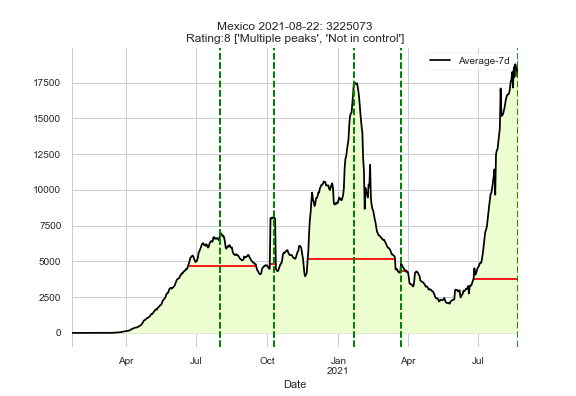 Mexico 2021-08-22: 3225073
Rating:8 ['Multiple peaks', 'Not in control']
Average-7d
17500
15000
12500
10000
7500
5000
2500
0
Apr
Jul
Oct
Jan
2021
Apr
Jul
Date